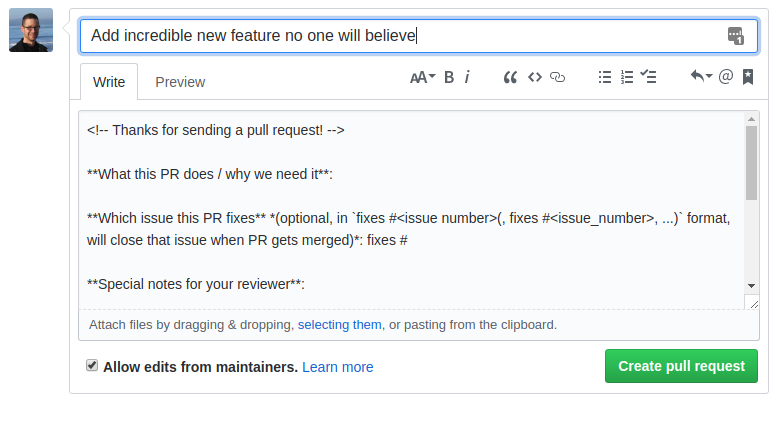 Add incredible new feature no one will believe
1
Write Preview AA B i @
<!-- Thanks for sending a pull request! -->
**What this PR does / why we need it**:
**Which issue this PR fixes** *(optional, in `fixes #<issue number>(, fixes #<issue_number>, ...)` format,
will close that issue when PR gets merged)*: fixes #
**Special notes for your reviewer**:
Attach files by dragging & dropping, selecting them, or pasting from the clipboard.
Allow edits from maintainers. Learn more Create pull request